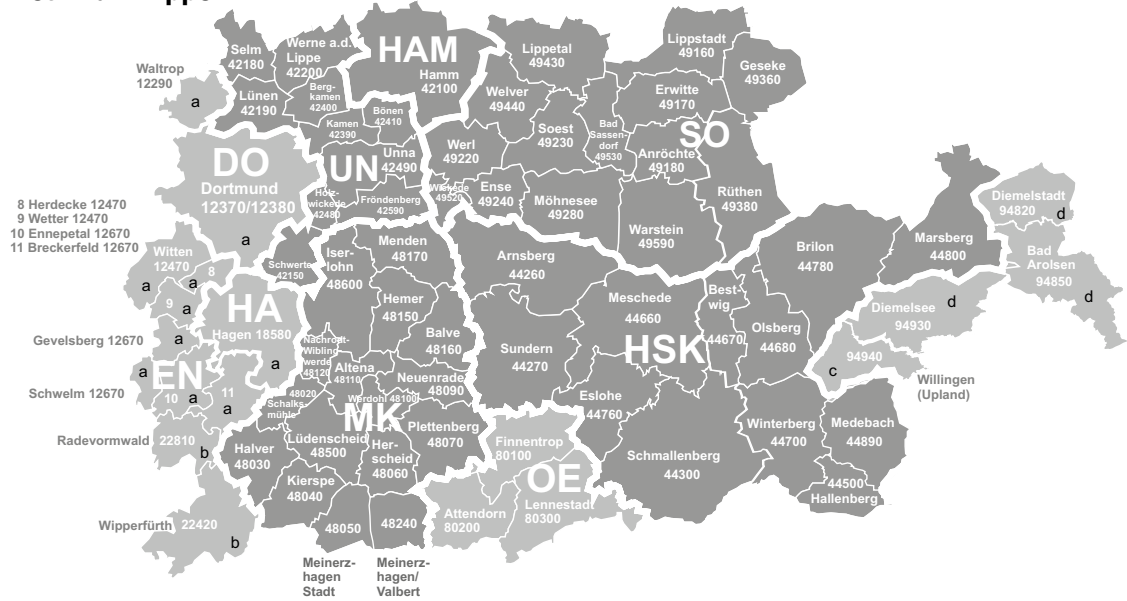 Selm
42180
Werne a.d.
Lippe
42200
HAM
Hamm
42100
Lippetal
49430
Lippstadt
49160
Geseke
49360
Waltrop
12290
a
Lünen
42190
Berg-
kamen
42400
Bönen
42410
Kamen
42390
Welver
49440
Erwitte
49170
Soest
49230
Bad
Sassen-
dorf
49530
SO
Anröchte
49180
DO
Dortmund
12370/12380
a
UN
Unna
42490
Werl
49220
Holz-
wickede
42480
Fröndenberg
42590
Wickede
49520
Ense
49240
Möhnesee
49280
Rüthen
49380
Warstein
49590
Diemelstadt
94820
d
8 Herdecke 12470
9 Wetter 12470
10 Ennepetal 12670
11 Breckerfeld 12670
Witten
12470
a
a
8
9
a
Schwerte
42150
Iser-
lohn
48600
Menden
48170
Arnsberg
44260
Brilon
44780
Marsberg
44800
Bad
Arolsen
94850
d
HA
Hagen 18580
a
Hemer
48150
Meschede
44660
Best-
wig
44670
Olsberg
44680
Diemelsee
94930
d
Gevelsberg 12670
a
Nachrodt-
Wibling
werde
48120
Balve
48160
Sundern
44270
HSK
94940
c
Willingen
(Upland)
a
EN
10
a
11
a
Schwelm 12670
Altena
48110
Neuenrade
48090
48020
Schalks-
mühle
Werdohl 48100
MK
Eslohe
44760
Radevormwald
22810
b
Halver
48030
Lüdenscheid
48500
Her-
scheid
48060
Plettenberg
48070
Finnentrop
80100
Winterberg
44700
Medebach
44890
Schmallenberg
44300
44500
Hallenberg
Kierspe
48040
OE
Wipperfürth
22420
b
48050
48240
Attendorn
80200
Lennestadt
80300
Meinerz-
hagen
Stadt
Meinerz-
hagen/
Valbert